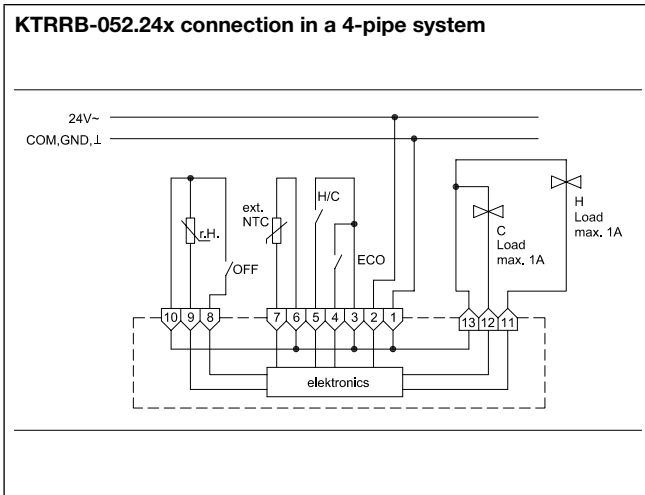 KTRRB-052.24x connection in a 4-pipe system
24V~
COM,GND,⊥
r.H.
OFF
ext.
NTC
H/C
ECO
C
Load
max. 1A
H
Load
max. 1A
10 9 8 7 6 5 4 3 2 1 13 12 11
elektronics